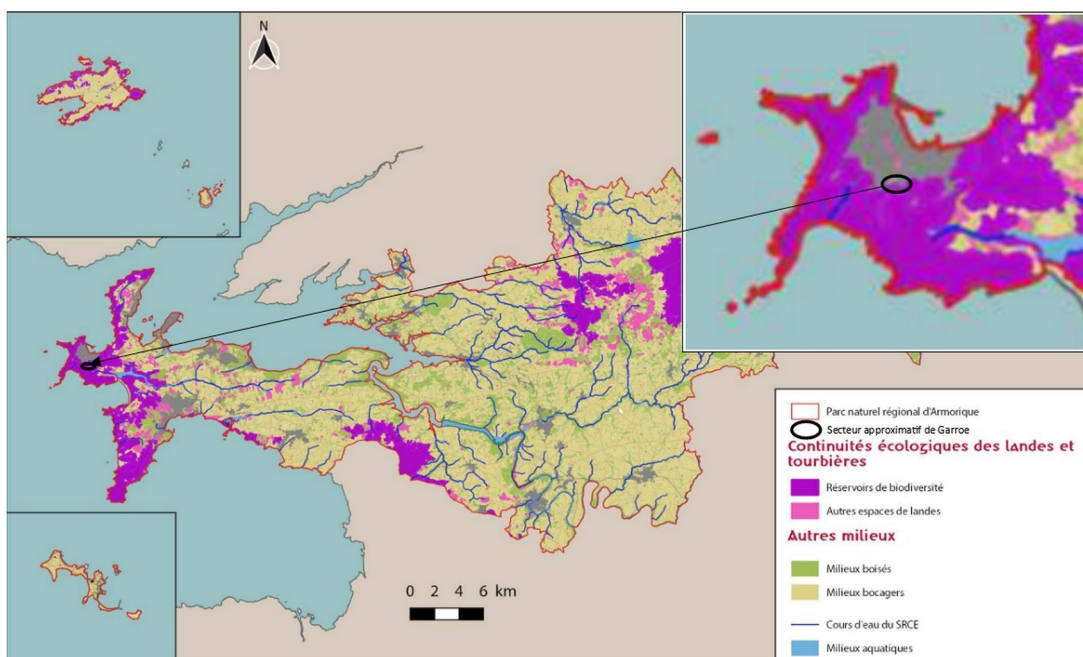 N
0 2 4 6 km
Parc naturel régional d'Armorique
Secteur approximatif de Garroe
Continuités écologiques des landes et
tourbières
Réservoirs de biodiversité
Autres espaces de landes
Autres milieux
Milieux boisés
Milieux bocagers
Cours d'eau du SRCE
Milieux aquatiques